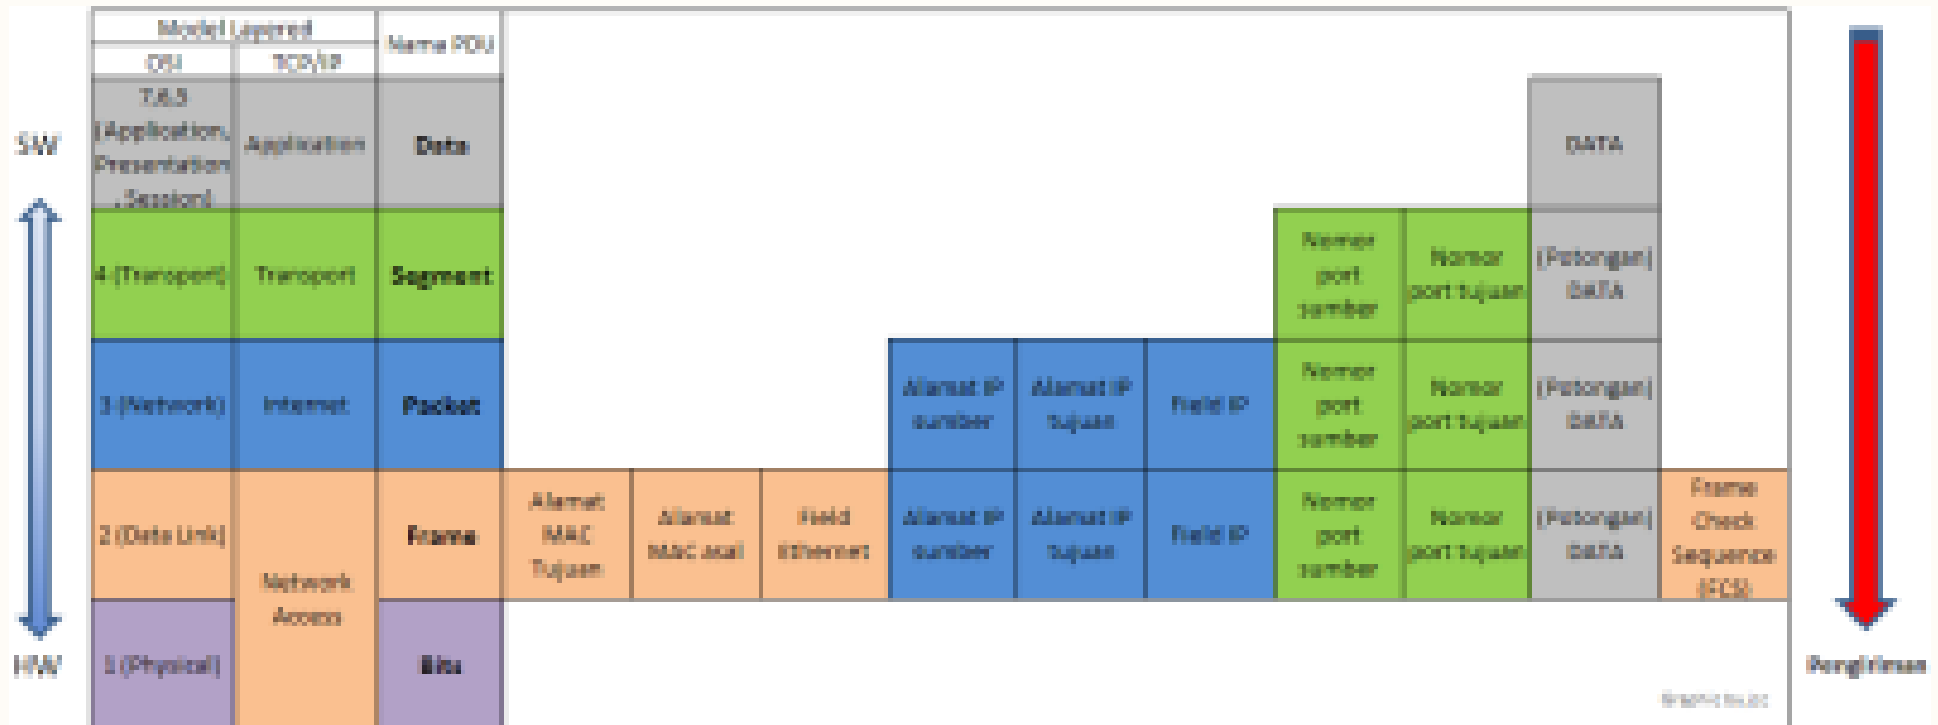 Model Layered
Nama PDU
OSI
TCP/IP
7,6,5
(Application,
Presentation
, Session)
Application
Data
DATA
SW
4 (Transport)
Transport
Segment
Nomor
port
sumber
Nomor
port tujuan
(Potongan)
DATA
3 (Network)
Internet
Packet
Alamat IP
sumber
Alamat IP
tujuan
Field IP
Nomor
port
sumber
Nomor
port tujuan
(Potongan)
DATA
2 (Data Link)
Network
Access
Frame
Alamat
MAC
Tujuan
Alamat
MAC asal
Field
Ethernet
Alamat IP
sumber
Alamat IP
tujuan
Field IP
Nomor
port
sumber
Nomor
port tujuan
(Potongan)
DATA
Frame
Check
Sequence
(FCS)
HW
1 (Physical)
Bits
Pengiriman